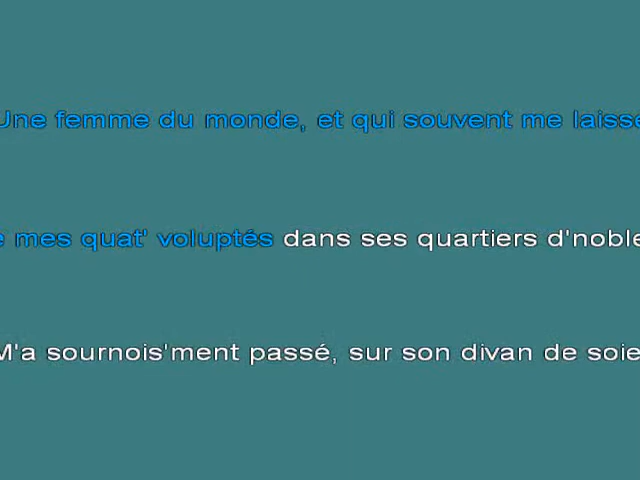 Une femme du monde, et qui souvent me laisse
mes quat' voluptés dans ses quartiers d'noble
M'a sournois'ment passé, sur son divan de soie